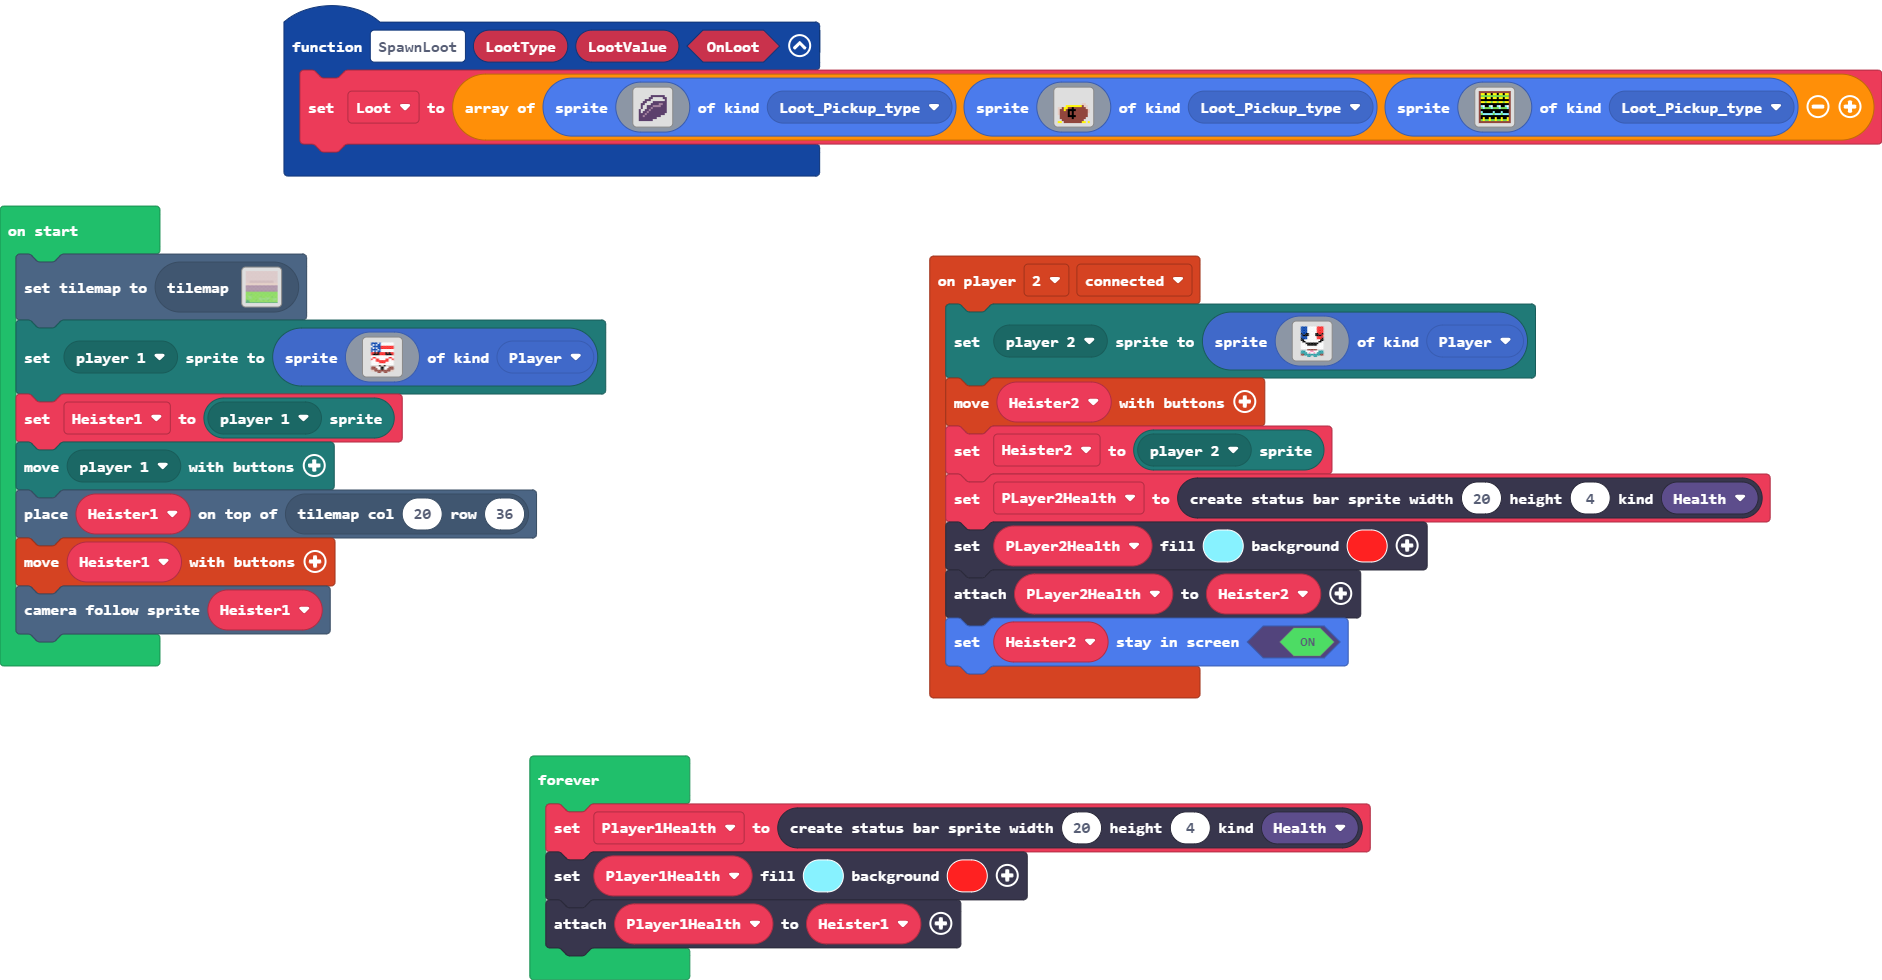 function SpawnLoot LootType LootValue OnLoot
set Loot to array of sprite of kind Loot_Pickup_type sprite of kind Loot_Pickup_type sprite of kind Loot_Pickup_type
on start
set tilemap to tilemap
set player 1 sprite to sprite of kind Player
set Heister1 to player 1 sprite
move player 1 with buttons
place Heister1 on top of tilemap col 20 row 36
move Heister1 with buttons
camera follow sprite Heister1
on player 2 connected
set player 2 sprite to sprite of kind Player
move Heister2 with buttons
set Heister2 to player 2 sprite
set PLayer2Health to create status bar sprite width 20 height 4 kind Health
set PLayer2Health fill background
attach PLayer2Health to Heister2
set Heister2 stay in screen ON
forever
set Player1Health to create status bar sprite width 20 height 4 kind Health
set Player1Health fill background
attach Player1Health to Heister1